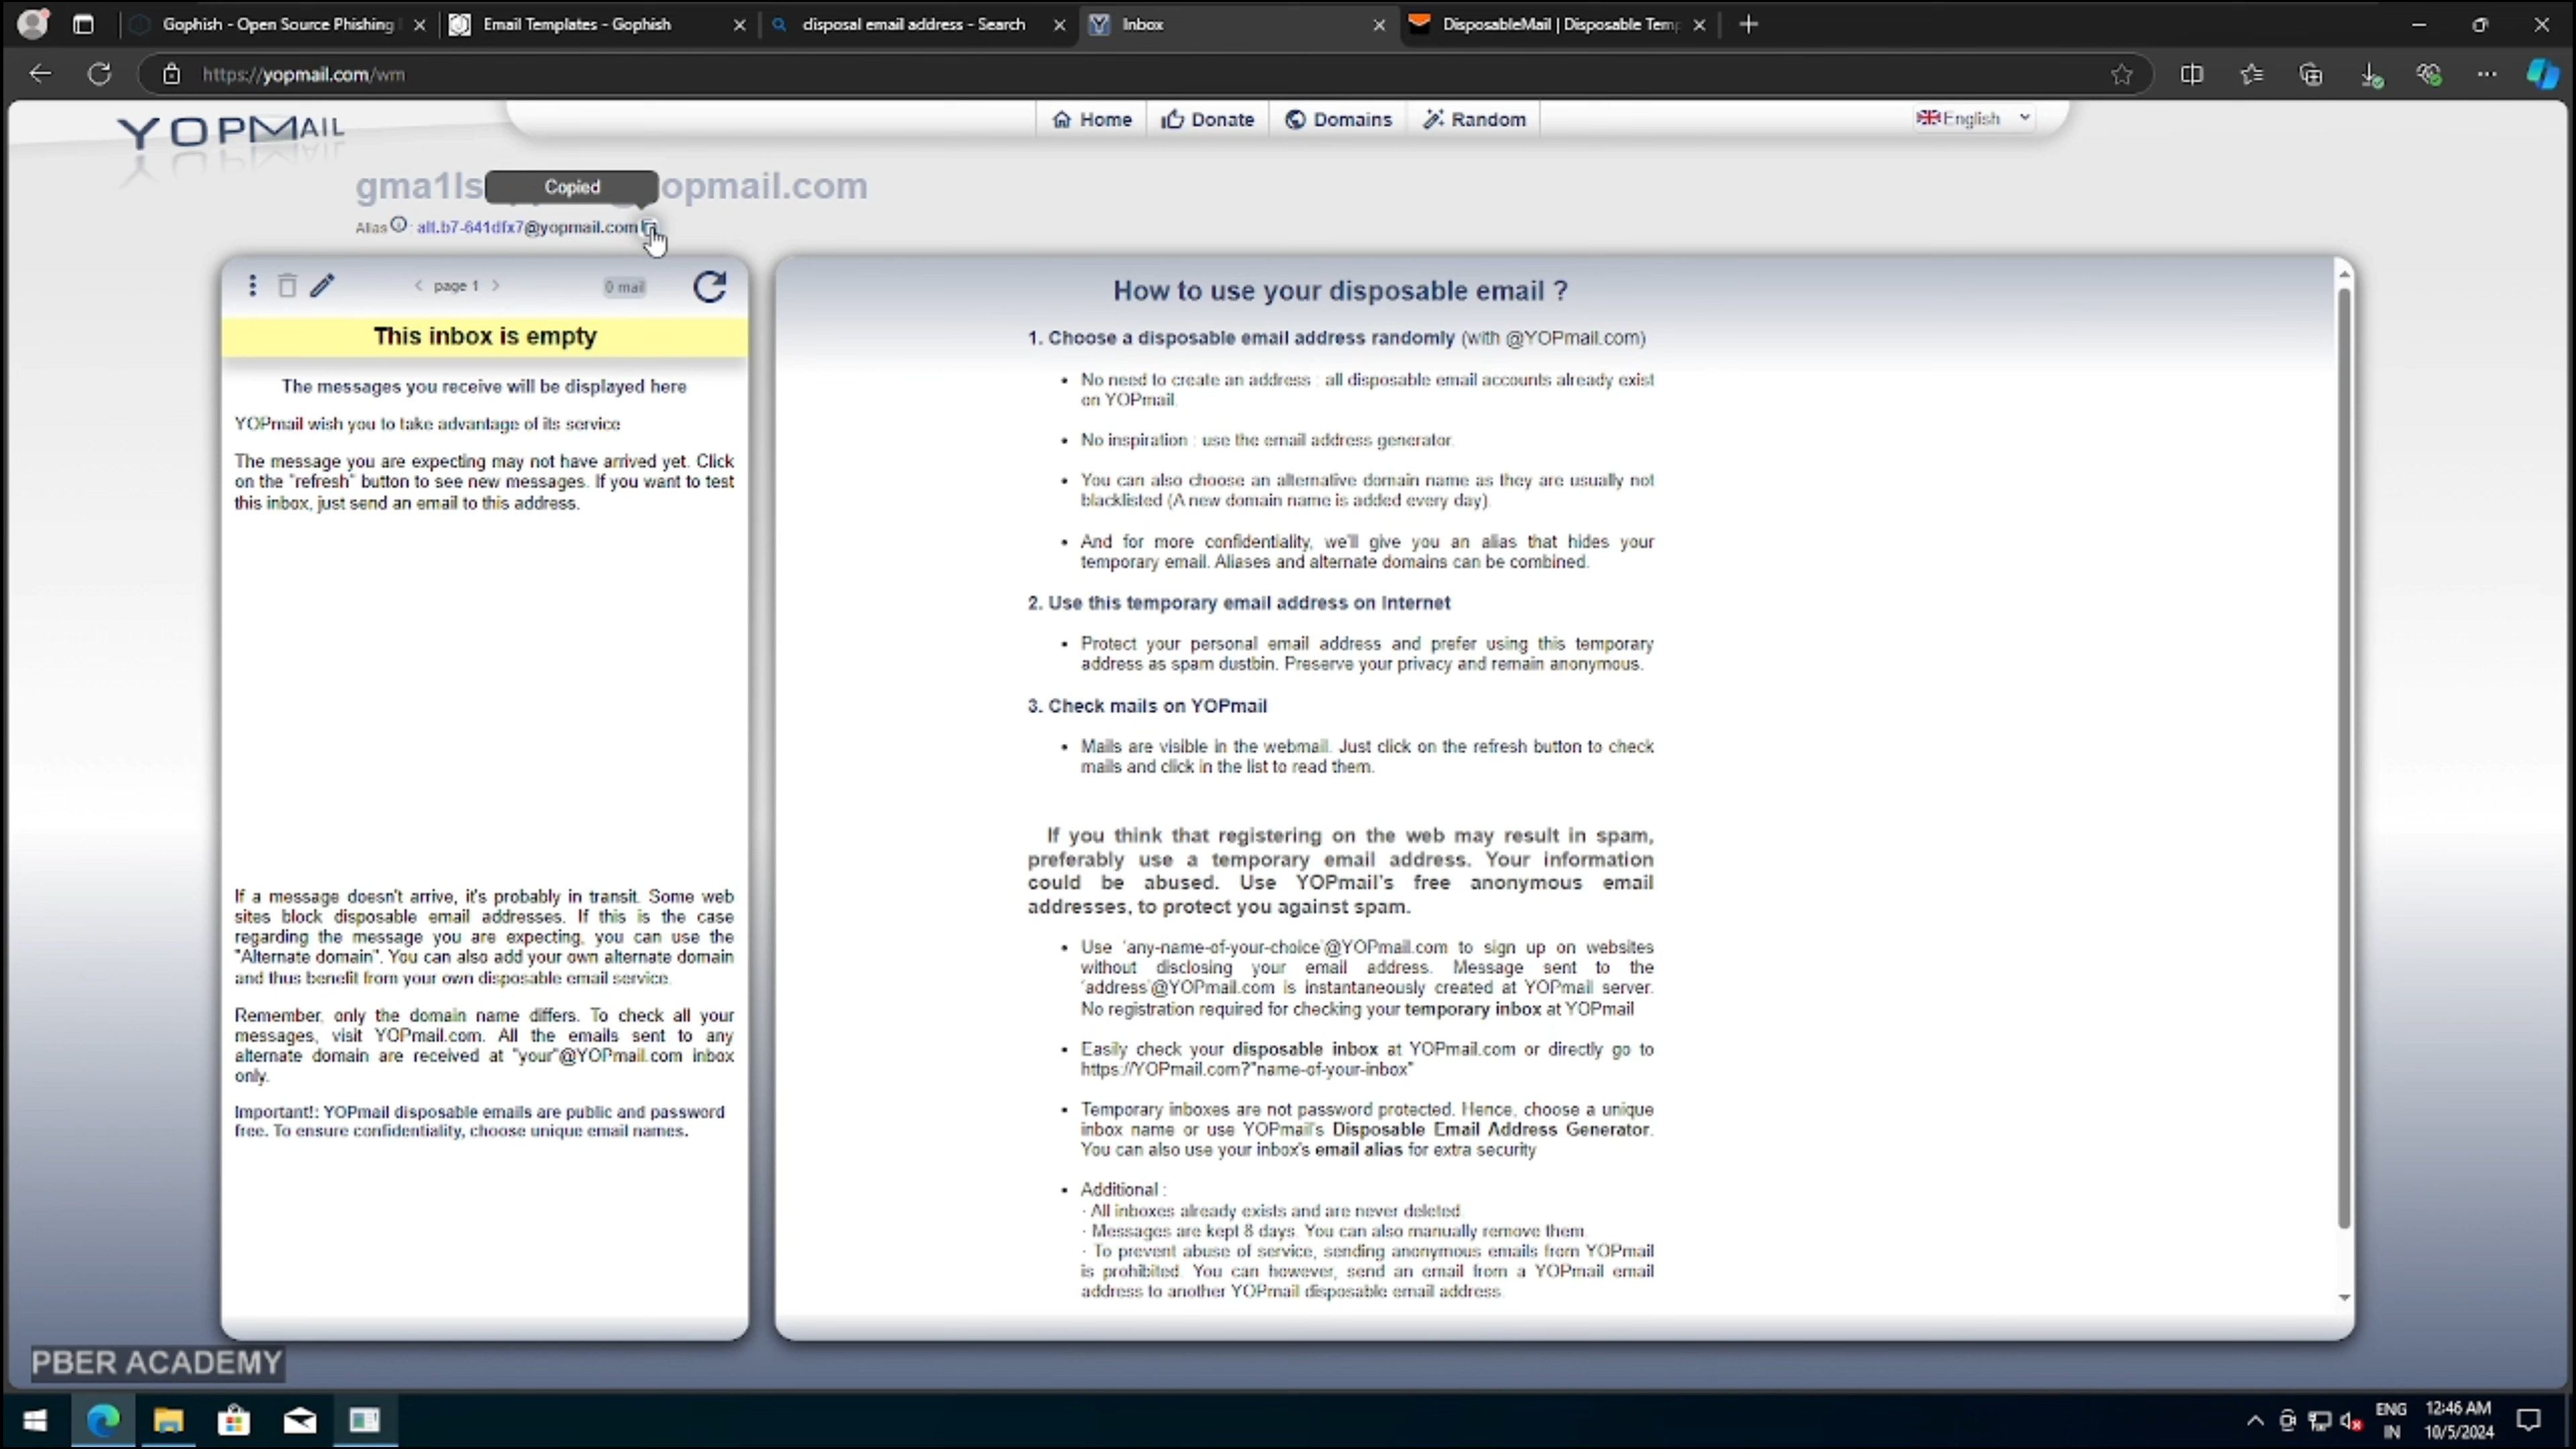 Gophish - Open Source Phishing
Email Templates - Gophish
disposal email address - Search
Inbox
DisposableMail | Disposable Temp
https://yopmail.com/wm
YOPMAIL
Home
Donate
Domains
Random
English
gma1ls
Copied
opmail.com
Alias : alt.b7-641dfx7@yopmail.com
page 1
0 mail
This inbox is empty
The messages you receive will be displayed here
YOPmail wish you to take advantage of its service
The message you are expecting may not have arrived yet. Click
on the "refresh" button to see new messages. If you want to test
this inbox, just send an email to this address.
If a message doesn't arrive, it's probably in transit. Some web
sites block disposable email addresses. If this is the case
regarding the message you are expecting, you can use the
"Alternate domain". You can also add your own alternate domain
and thus benefit from your own disposable email service.
Remember, only the domain name differs. To check all your
messages, visit YOPmail.com. All the emails sent to any
alternate domain are received at "your"@YOPmail.com inbox
only.
Important!: YOPmail disposable emails are public and password
free. To ensure confidentiality, choose unique email names.
How to use your disposable email ?
1. Choose a disposable email address randomly (with @YOPmail.com)
• No need to create an address : all disposable email accounts already exist
on YOPmail.
• No inspiration : use the email address generator.
• You can also choose an alternative domain name as they are usually not
blacklisted (A new domain name is added every day).
• And for more confidentiality, we'll give you an alias that hides your
temporary email. Aliases and alternate domains can be combined.
2. Use this temporary email address on Internet
• Protect your personal email address and prefer using this temporary
address as spam dustbin. Preserve your privacy and remain anonymous.
3. Check mails on YOPmail
• Mails are visible in the webmail. Just click on the refresh button to check
mails and click in the list to read them.
If you think that registering on the web may result in spam,
preferably use a temporary email address. Your information
could be abused. Use YOPmail's free anonymous email
addresses, to protect you against spam.
• Use 'any-name-of-your-choice'@YOPmail.com to sign up on websites
without disclosing your email address. Message sent to the
'address'@YOPmail.com is instantaneously created at YOPmail server.
No registration required for checking your temporary inbox at YOPmail
• Easily check your disposable inbox at YOPmail.com or directly go to
https://YOPmail.com?"name-of-your-inbox"
• Temporary inboxes are not password protected. Hence, choose a unique
inbox name or use YOPmail's Disposable Email Address Generator.
You can also use your inbox's email alias for extra security
• Additional :
· All inboxes already exists and are never deleted.
· Messages are kept 8 days. You can also manually remove them.
· To prevent abuse of service, sending anonymous emails from YOPmail
is prohibited. You can however, send an email from a YOPmail email
address to another YOPmail disposable email address.
PBER ACADEMY
ENG
IN
12:46 AM
10/5/2024